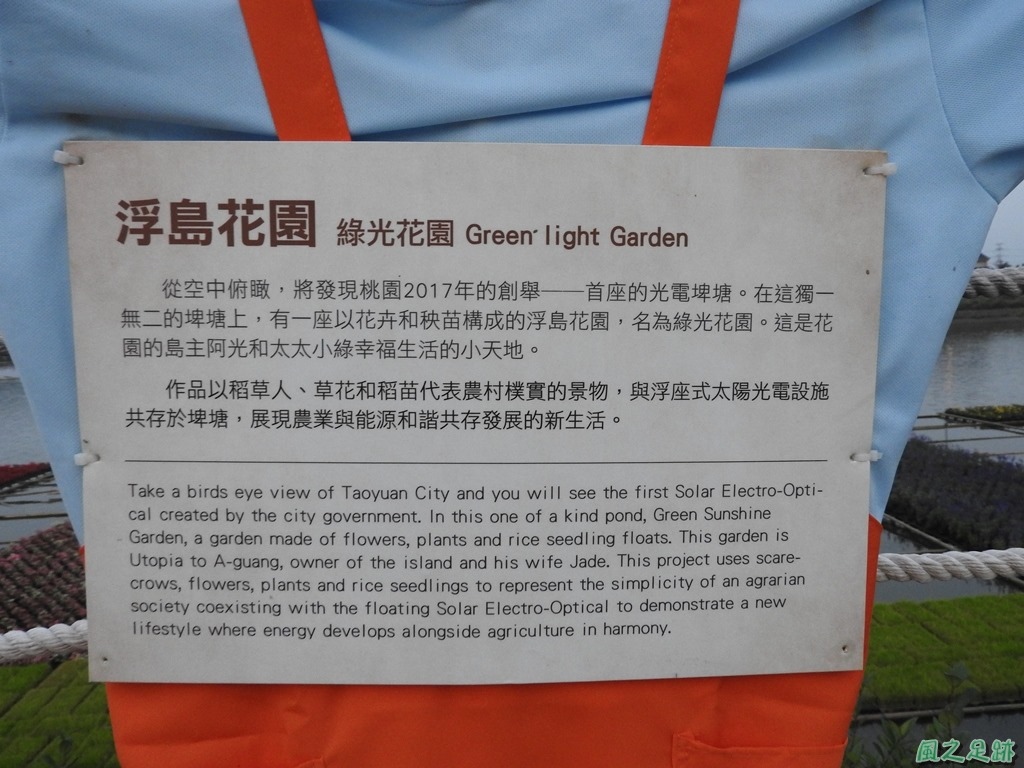 浮島花園 綠光花園 Green light Garden
從空中俯瞰，將發現桃園2017年的創舉——首座的光電埤塘。在這獨一
無二的埤塘上，有一座以花卉和秧苗構成的浮島花園，名為綠光花園。這是花
園的島主阿光和太太小綠幸福生活的小天地。
作品以稻草人、草花和稻苗代表農村樸實的景物，與浮座式太陽光電設施
共存於埤塘，展現農業與能源和諧共存發展的新生活。
Take a birds eye view of Taoyuan City and you will see the first Solar Electro-Opti-
cal created by the city government. In this one of a kind pond, Green Sunshine
Garden, a garden made of flowers, plants and rice seedling floats. This garden is
Utopia to A-guang, owner of the island and his wife Jade. This project uses scare-
crows, flowers, plants and rice seedlings to represent the simplicity of an agrarian
society coexisting with the floating Solar Electro-Optical to demonstrate a new
lifestyle where energy develops alongside agriculture in harmony.
風之足跡